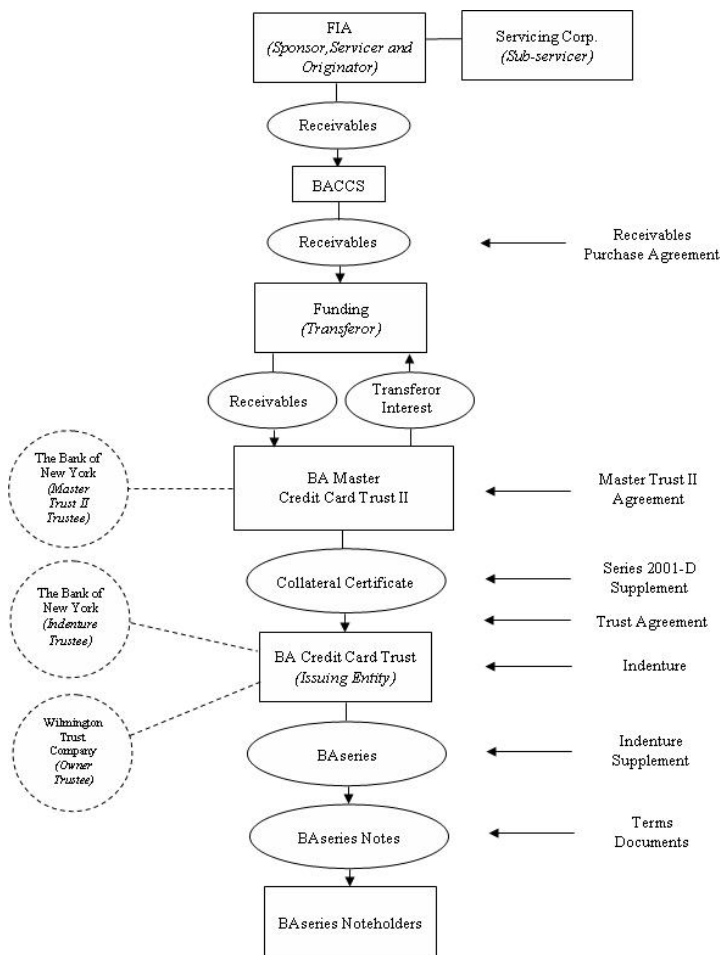 FIA
(Sponsor,Servicer and
Originator)
Servicing Corp.
(Sub-servicer)
Receivables
BACCS
Receivables
Receivables
Purchase Agreement
Funding
(Transferor)
Receivables
Transferor
Interest
The Bank of
New York
(Master
Trust II
Trustee)
BA Master
Credit Card Trust II
Master Trust II
Agreement
Collateral Certificate
Series 2001-D
Supplement
The Bank of
New York
(Indenture
Trustee)
Trust Agreement
BA Credit Card Trust
(Issuing Entity)
Indenture
Wilmington
Trust
Company
(Owner
Trustee)
BAseries
Indenture
Supplement
BAseries Notes
Terms
Documents
BAseries Noteholders